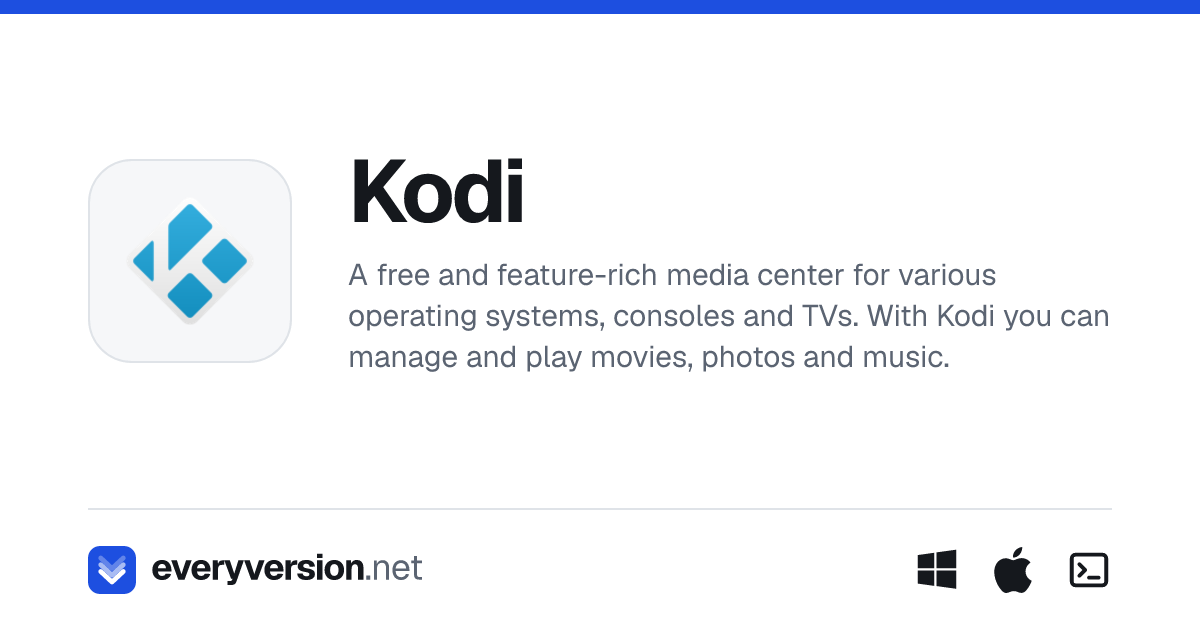 Kodi
A free and feature-rich media center for various
operating systems, consoles and TVs. With Kodi you can
manage and play movies, photos and music.
everyversion.net